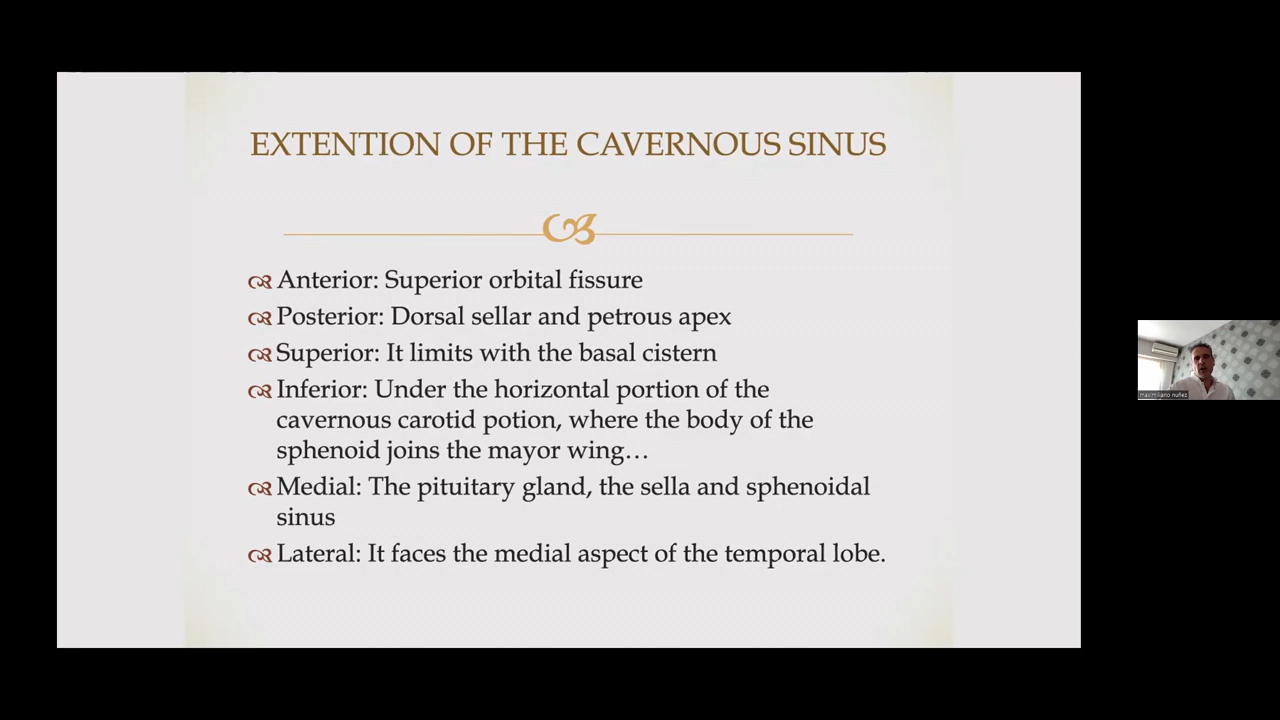 EXTENTION OF THE CAVERNOUS SINUS
Anterior: Superior orbital fissure
Posterior: Dorsal sellar and petrous apex
Superior: It limits with the basal cistern
Inferior: Under the horizontal portion of the
cavernous carotid potion, where the body of the
sphenoid joins the mayor wing…
Medial: The pituitary gland, the sella and sphenoidal
sinus
Lateral: It faces the medial aspect of the temporal lobe.
maximiliano nuñez